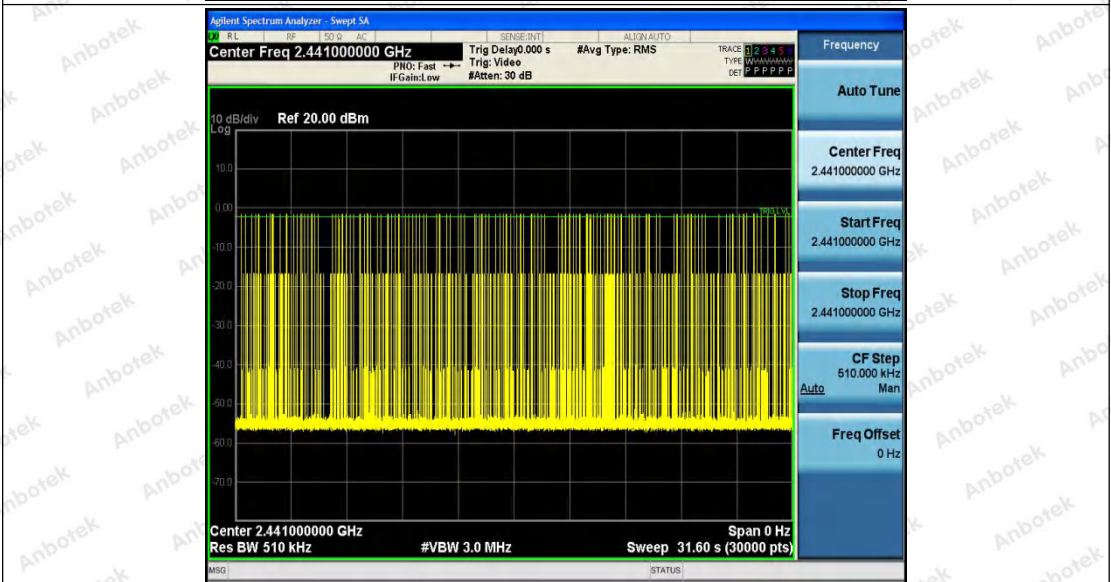 Agilent Spectrum Analyzer - Swept SA
LXI RL RF 50 Ω AC SENSE:INT ALIGN AUTO
Center Freq 2.441000000 GHz
PNO: Fast
IFGain:Low
Trig Delay0.000 s
Trig: Video
#Atten: 30 dB
#Avg Type: RMS
TRACE 1 2 3 4 5 6
TYPE
DET P P P P P P
10 dB/div Ref 20.00 dBm
Log
10.0
0.00
TRIG LVL
-10.0
-20.0
-30.0
-40.0
-50.0
-60.0
-70.0
Center 2.441000000 GHz Span 0 Hz
Res BW 510 kHz #VBW 3.0 MHz Sweep 31.60 s (30000 pts)
MSG STATUS
Frequency
Auto Tune
Center Freq
2.441000000 GHz
Start Freq
2.441000000 GHz
Stop Freq
2.441000000 GHz
CF Step
510.000 kHz
Auto Man
Freq Offset
0 Hz
Anbotek